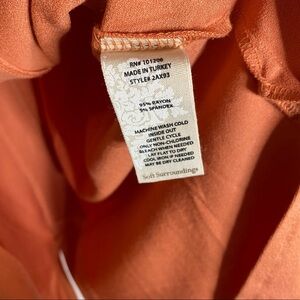 RN# 101206
MADE IN TURKEY
STYLE# 2AX93
95% RAYON
5% SPANDEX
MACHINE WASH COLD
INSIDE OUT
GENTLE CYCLE
ONLY NON-CHLORINE
BLEACH WHEN NEEDED
LAY FLAT TO DRY
COOL IRON IF NEEDED
MAY BE DRY CLEANED
Soft Surroundings